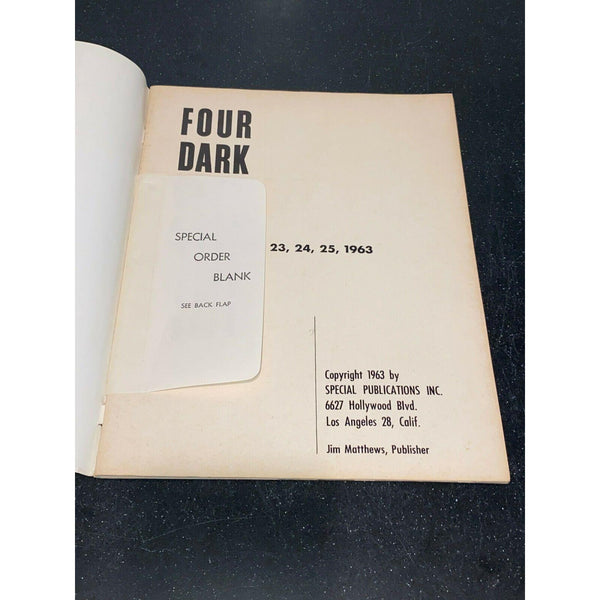 FOUR
DARK
23, 24, 25, 1963
SPECIAL
ORDER
BLANK
SEE BACK FLAP
Copyright 1963 by
SPECIAL PUBLICATIONS INC.
6627 Hollywood Blvd.
Los Angeles 28, Calif.
Jim Matthews, Publisher